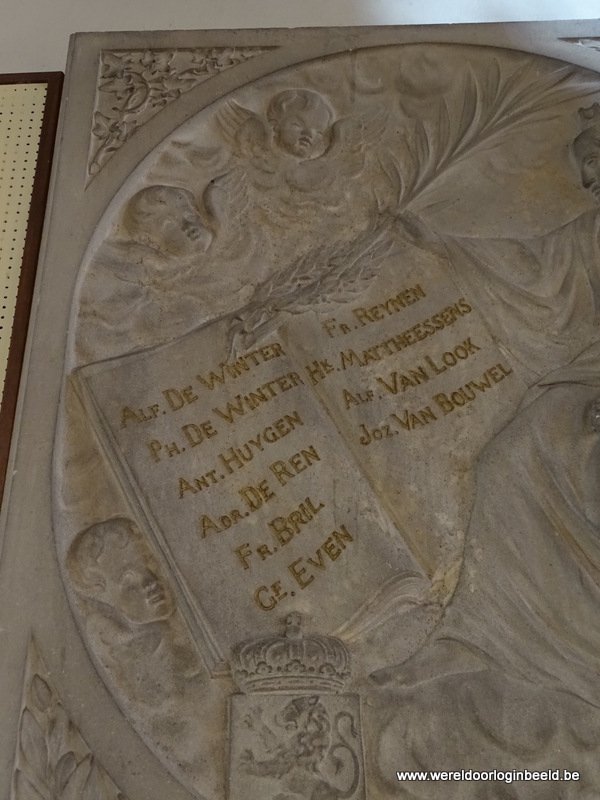 ALF. DE WINTER
PH. DE WINTER
ANT. HUYGEN
ADR. DE REN
FR. BRIL
GE. EVEN
FR. REYNEN
HK. MATTHEESSENS
ALF. VAN LOOK
JOZ. VAN BOUWEL
www.wereldoorloginbeeld.be